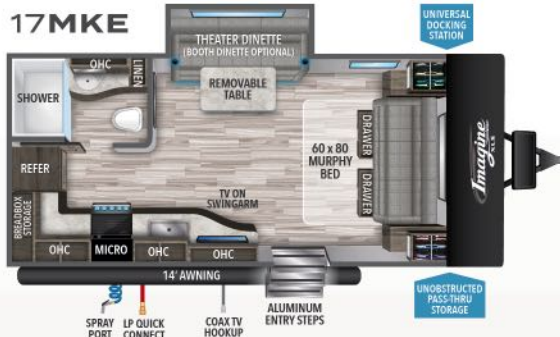 17MKE
UNIVERSAL
DOCKING
STATION
THEATER DINETTE
(BOOTH DINETTE OPTIONAL)
OHC
LINEN
SHOWER
REMOVABLE
TABLE
DRAWER
60 x 80
MURPHY
BED
DRAWER
Imagine
XLS
REFER
TV ON
SWINGARM
BREADBOX
STORAGE
OHC
MICRO
OHC
OHC
14' AWNING
UNOBSTRUCTED
PASS-THRU
STORAGE
SPRAY
PORT
LP QUICK
CONNECT
COAX TV
HOOKUP
ALUMINUM
ENTRY STEPS